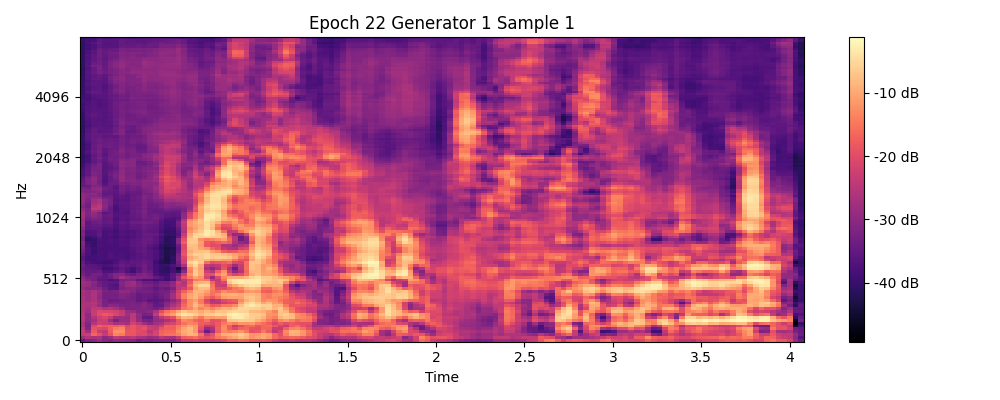 Epoch 22 Generator 1 Sample 1
Hz
4096
2048
1024
512
0
0 0.5 1 1.5 2 2.5 3 3.5 4
Time
-10 dB
-20 dB
-30 dB
-40 dB